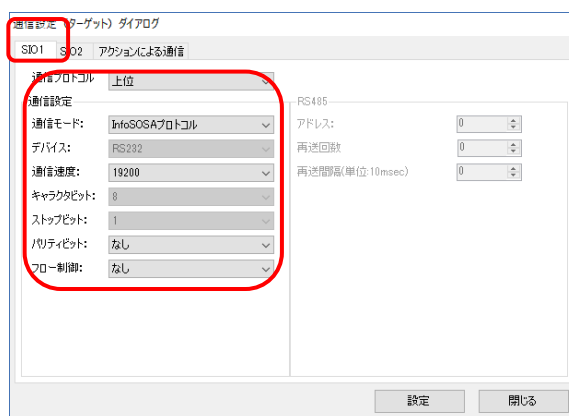 通信設定 (ターゲット) ダイアログ
SIO1 SIO2 アクションによる通信
通信プロトコル 上位
通信設定
通信モード: InfoSOSAプロトコル
デバイス: RS232
通信速度: 19200
キャラクタビット: 8
ストップビット: 1
パリティビット: なし
フロー制御: なし
RS485
アドレス: 0
再送回数 0
再送間隔(単位:10msec) 0
設定 閉じる